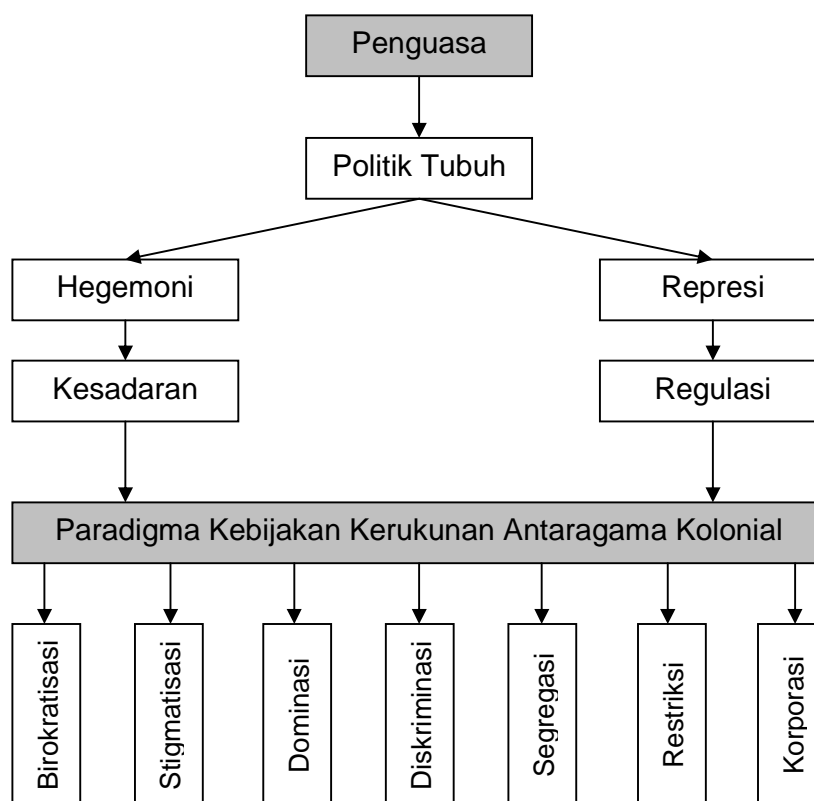 Penguasa
Politik Tubuh
Hegemoni
Represi
Kesadaran
Regulasi
Paradigma Kebijakan Kerukunan Antaragama Kolonial
Birokratisasi
Stigmatisasi
Dominasi
Diskriminasi
Segregasi
Restriksi
Korporasi